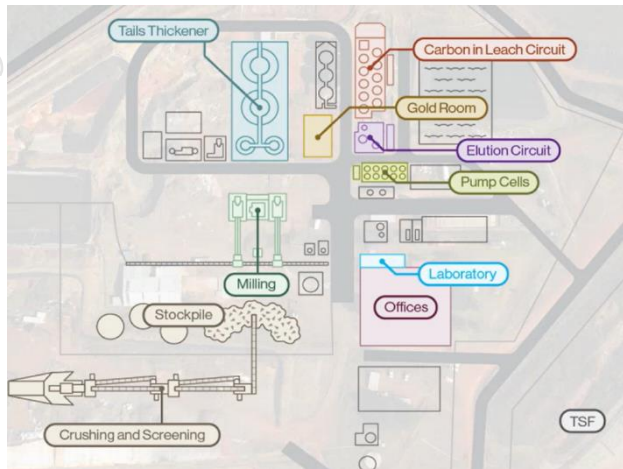 Tails Thickener
Carbon in Leach Circuit
Gold Room
Elution Circuit
Pump Cells
Milling
Laboratory
Stockpile
Offices
TSF
Crushing and Screening